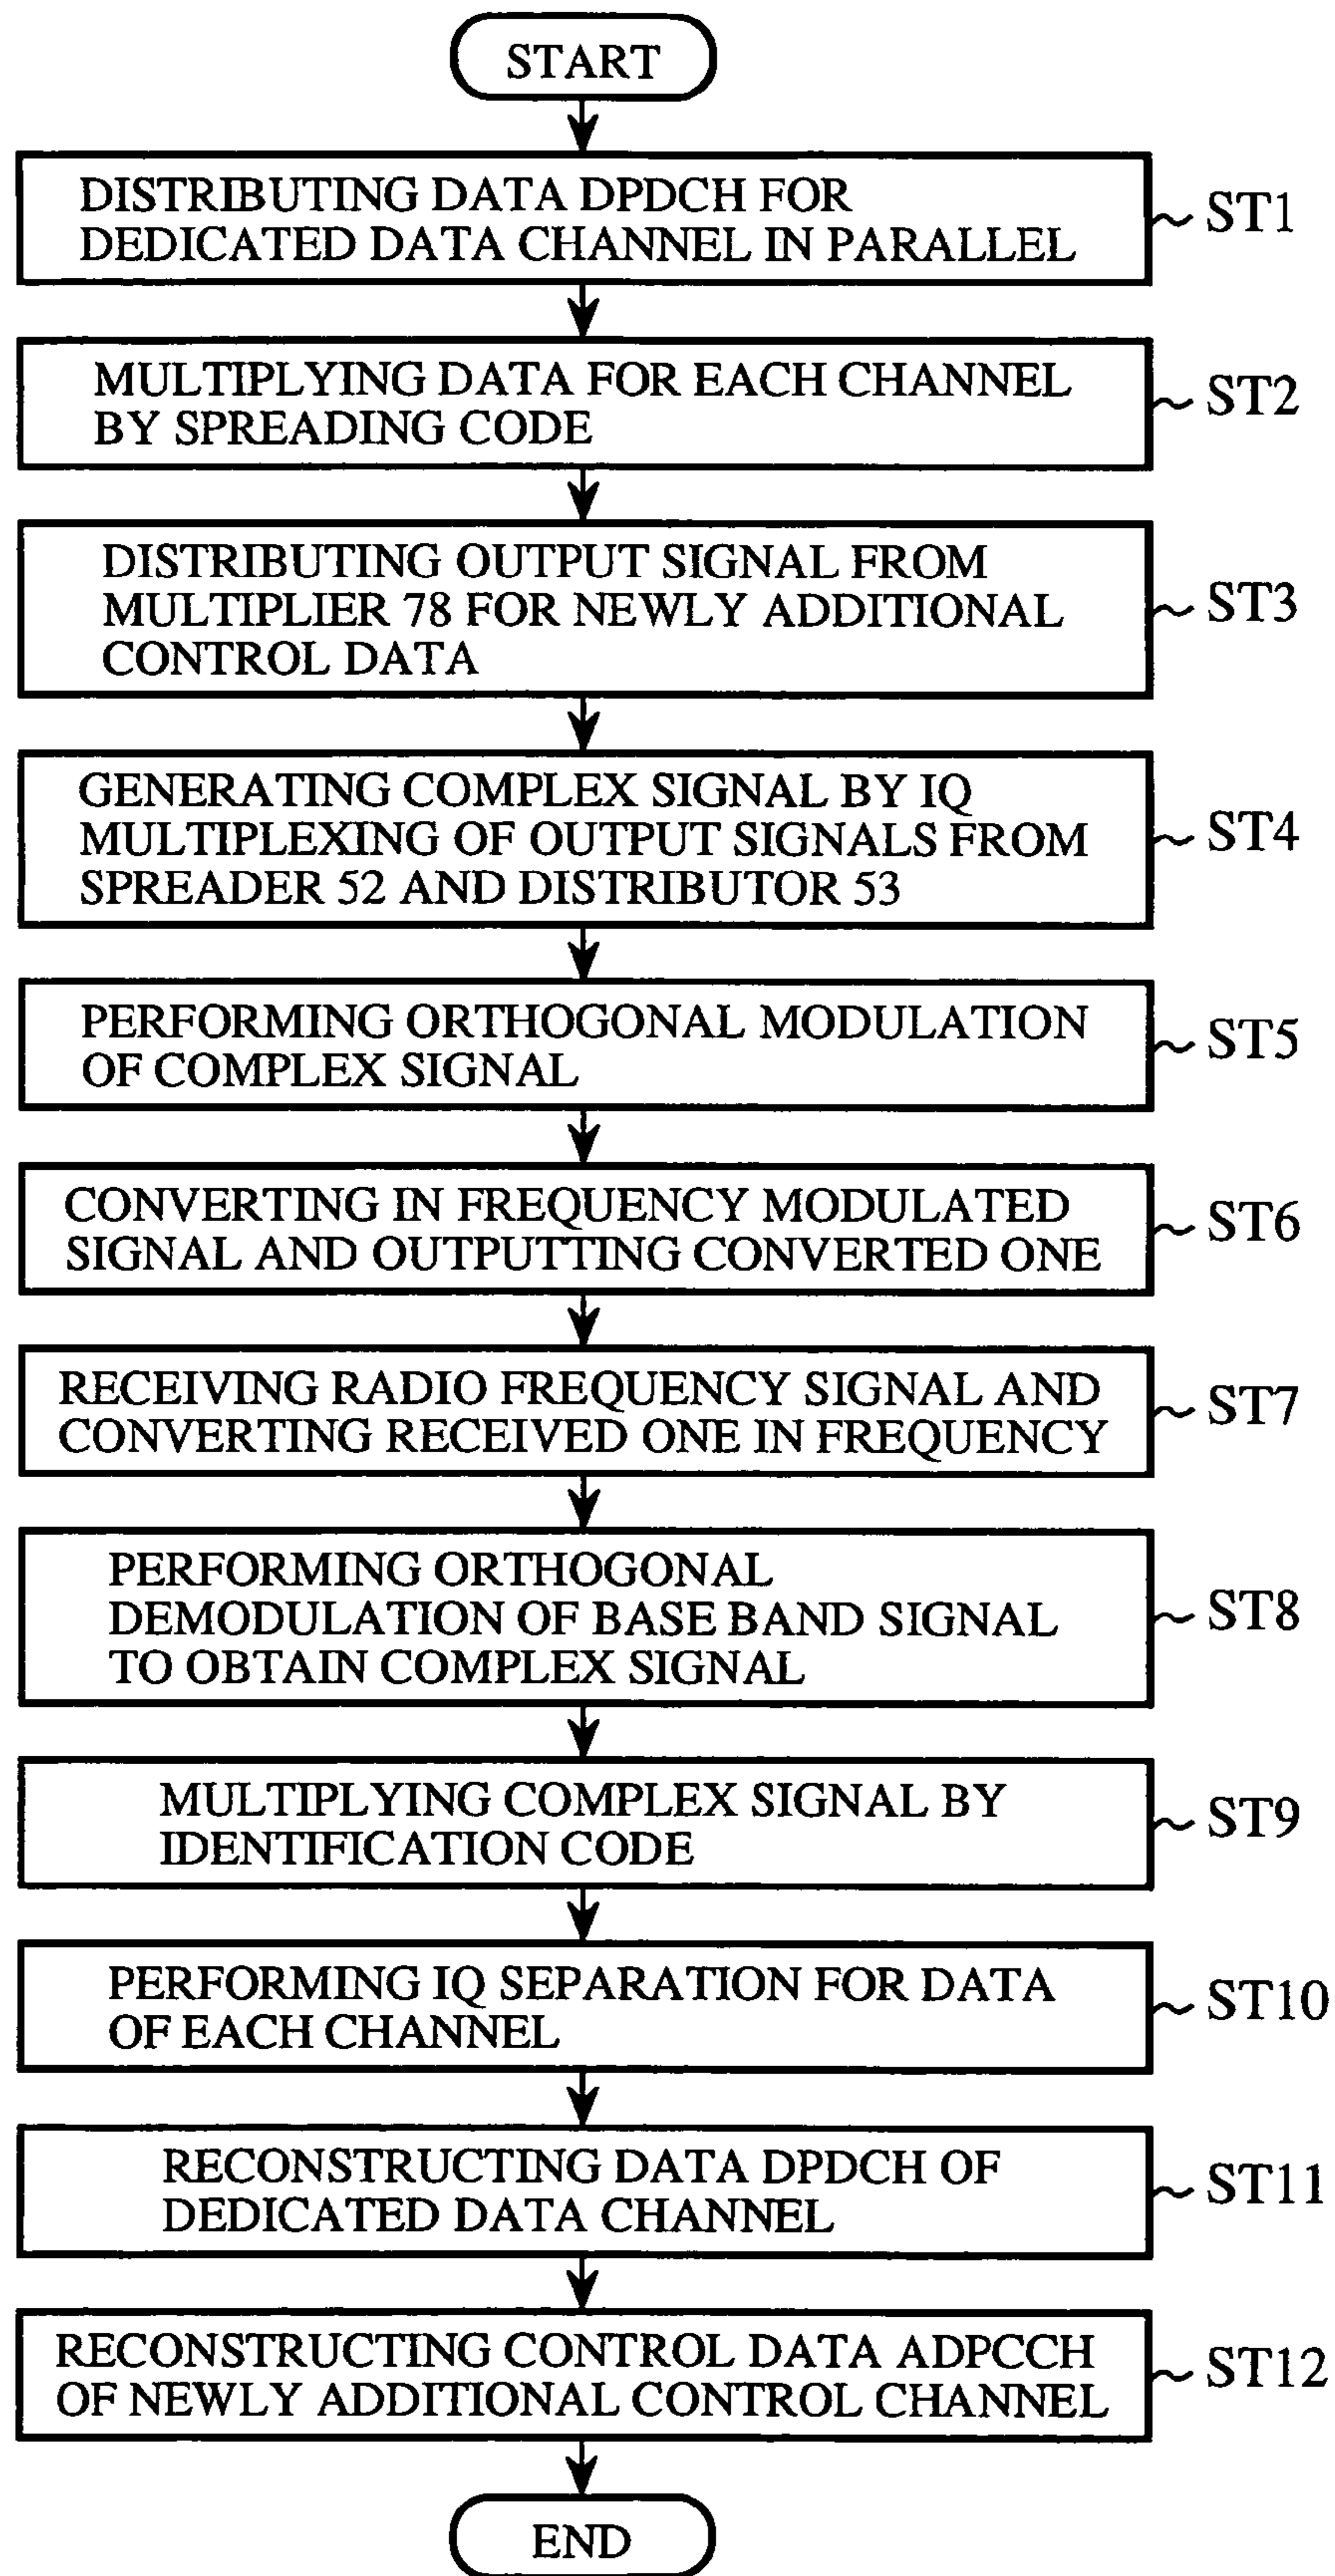 START
DISTRIBUTING DATA DPDCH FOR
DEDICATED DATA CHANNEL IN PARALLEL
ST1
MULTIPLYING DATA FOR EACH CHANNEL
BY SPREADING CODE
ST2
DISTRIBUTING OUTPUT SIGNAL FROM
MULTIPLIER 78 FOR NEWLY ADDITIONAL
CONTROL DATA
ST3
GENERATING COMPLEX SIGNAL BY IQ
MULTIPLEXING OF OUTPUT SIGNALS FROM
SPREADER 52 AND DISTRIBUTOR 53
ST4
PERFORMING ORTHOGONAL MODULATION
OF COMPLEX SIGNAL
ST5
CONVERTING IN FREQUENCY MODULATED
SIGNAL AND OUTPUTTING CONVERTED ONE
ST6
RECEIVING RADIO FREQUENCY SIGNAL AND
CONVERTING RECEIVED ONE IN FREQUENCY
ST7
PERFORMING ORTHOGONAL
DEMODULATION OF BASE BAND SIGNAL
TO OBTAIN COMPLEX SIGNAL
ST8
MULTIPLYING COMPLEX SIGNAL BY
IDENTIFICATION CODE
ST9
PERFORMING IQ SEPARATION FOR DATA
OF EACH CHANNEL
ST10
RECONSTRUCTING DATA DPDCH OF
DEDICATED DATA CHANNEL
ST11
RECONSTRUCTING CONTROL DATA ADPCCH
OF NEWLY ADDITIONAL CONTROL CHANNEL
ST12
END